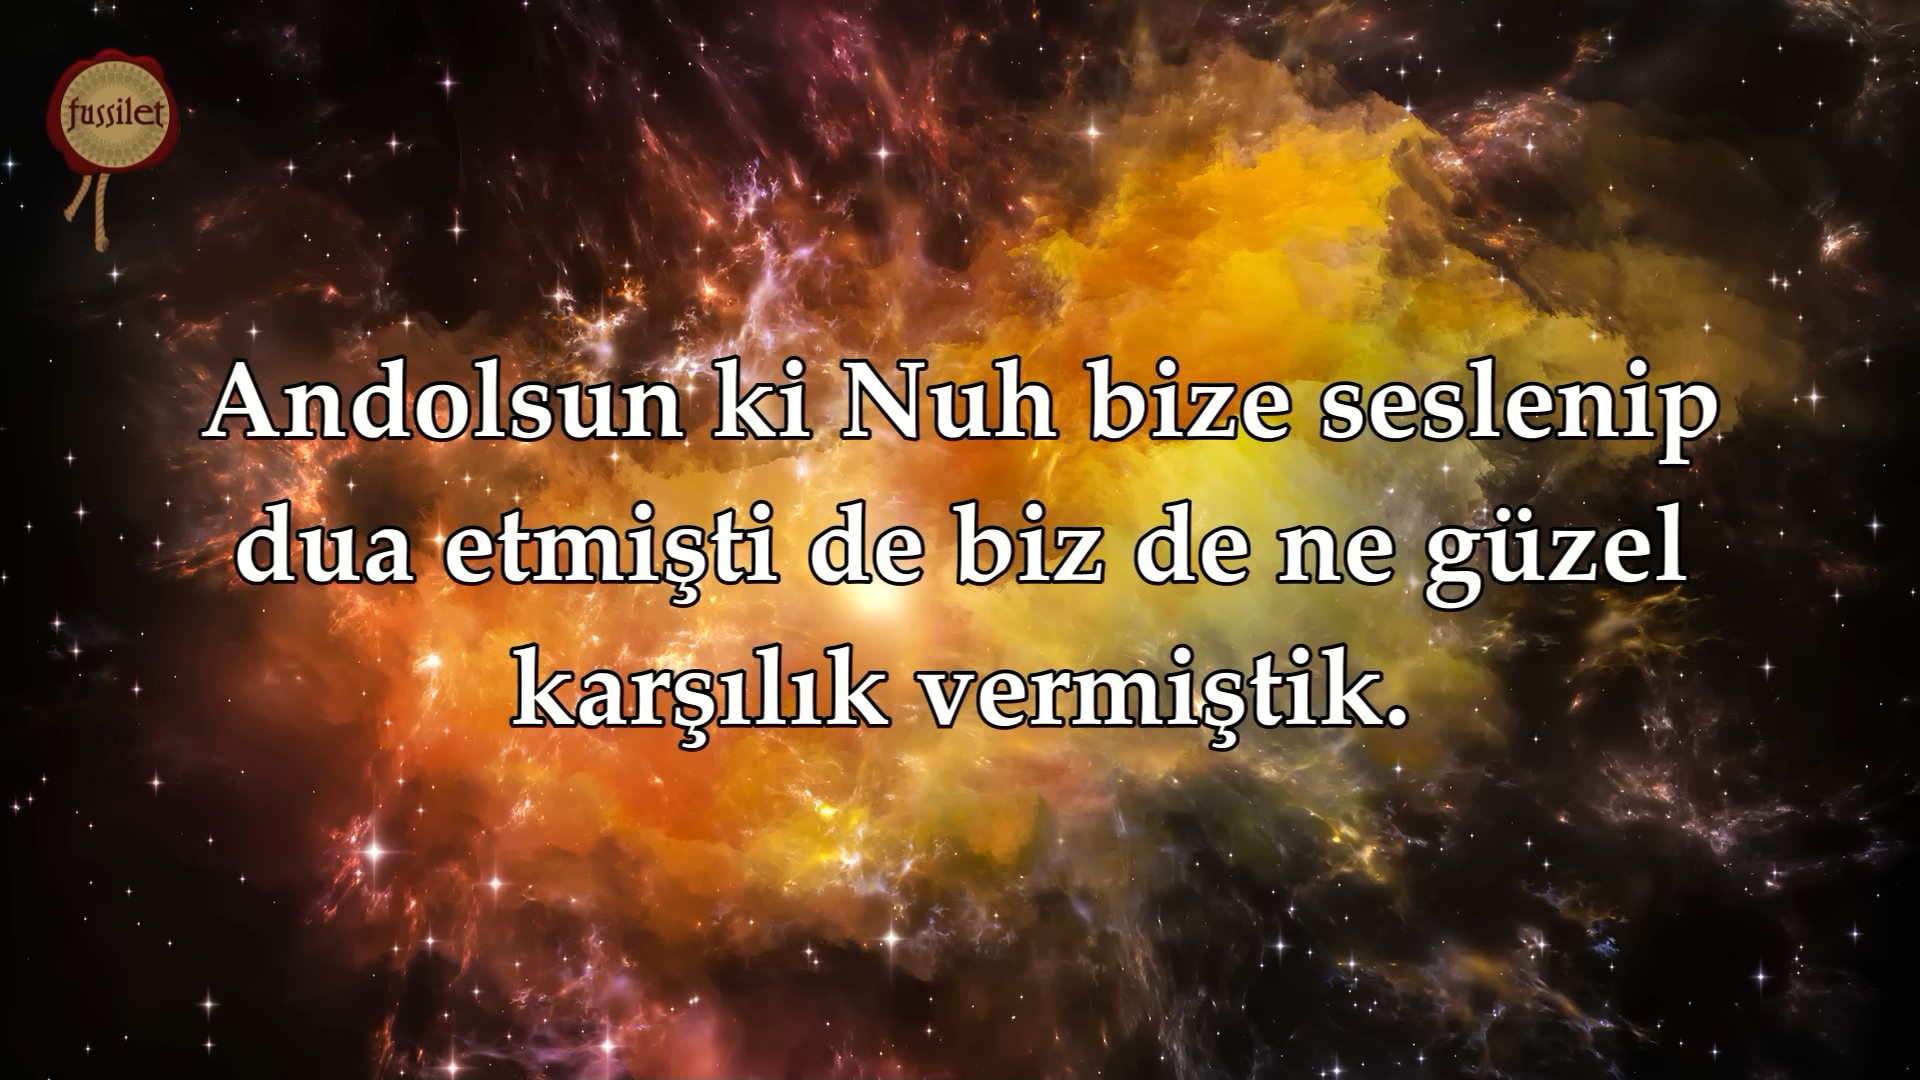 fussilet
Andolsun ki Nuh bize seslenip
dua etmişti de biz de ne güzel
karşılık vermiştik.